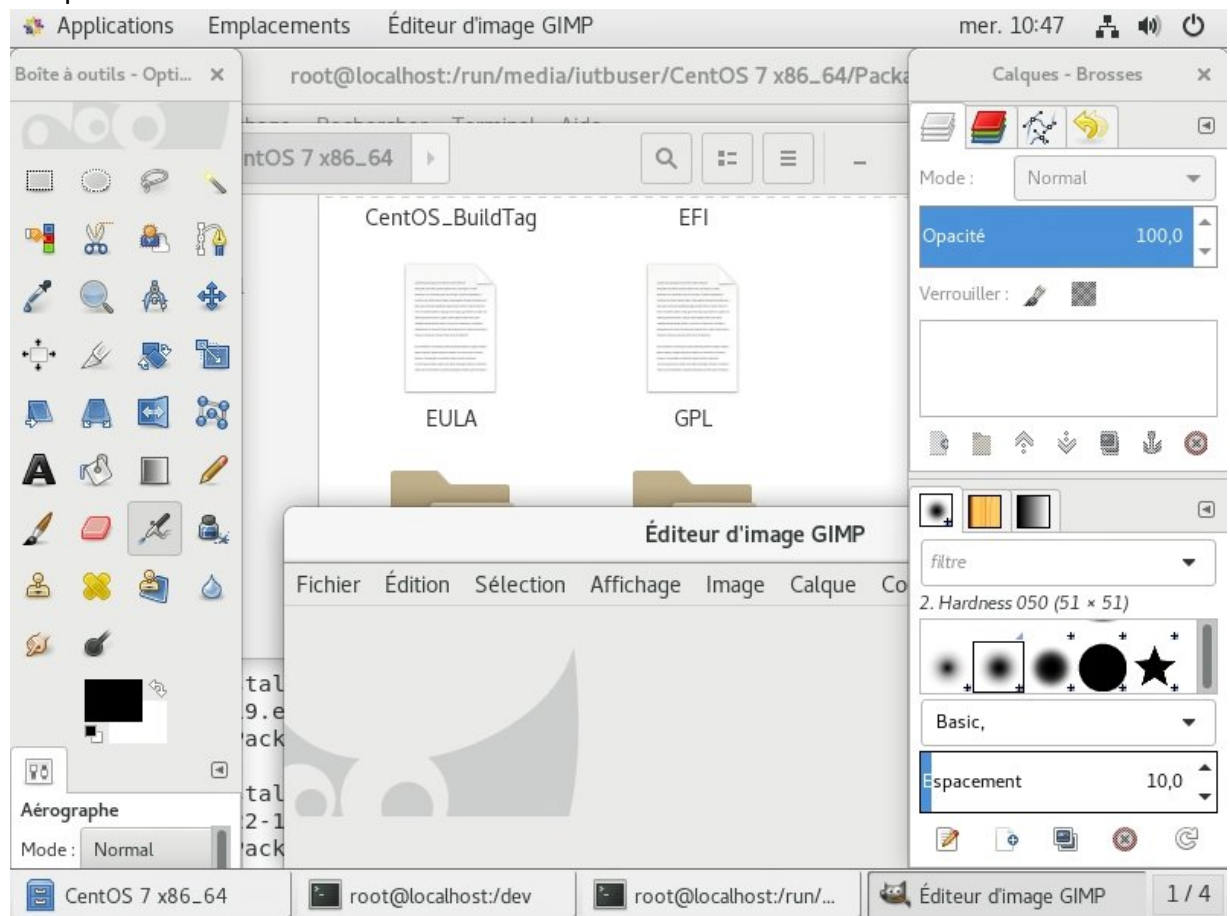 Applications Emplacements Éditeur d'image GIMP mer. 10:47
Boîte à outils - Opti...
root@localhost:/run/media/iutbuser/CentOS 7 x86_64/Packa
Calques - Brosses
ntOS 7 x86_64
CentOS_BuildTag EFI
EULA GPL
Mode : Normal
Opacité 100,0
Verrouiller :
Éditeur d'image GIMP
Fichier Édition Sélection Affichage Image Calque Co
filtre
2. Hardness 050 (51 × 51)
Basic,
Espacement 10,0
tal
9.e
Pack
tal
2-1
Pack
Aérographe
Mode : Normal
CentOS 7 x86_64 root@localhost:/dev root@localhost:/run/... Éditeur d'image GIMP 1 / 4